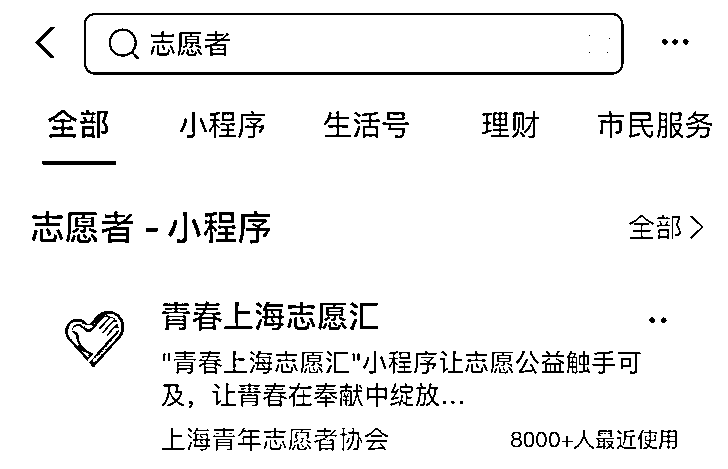 志愿者
全部 小程序 生活号 理财 市民服务
志愿者 - 小程序 全部
青春上海志愿汇
"青春上海志愿汇"小程序让志愿公益触手可
及，让青春在奉献中绽放...
上海青年志愿者协会 8000+人最近使用